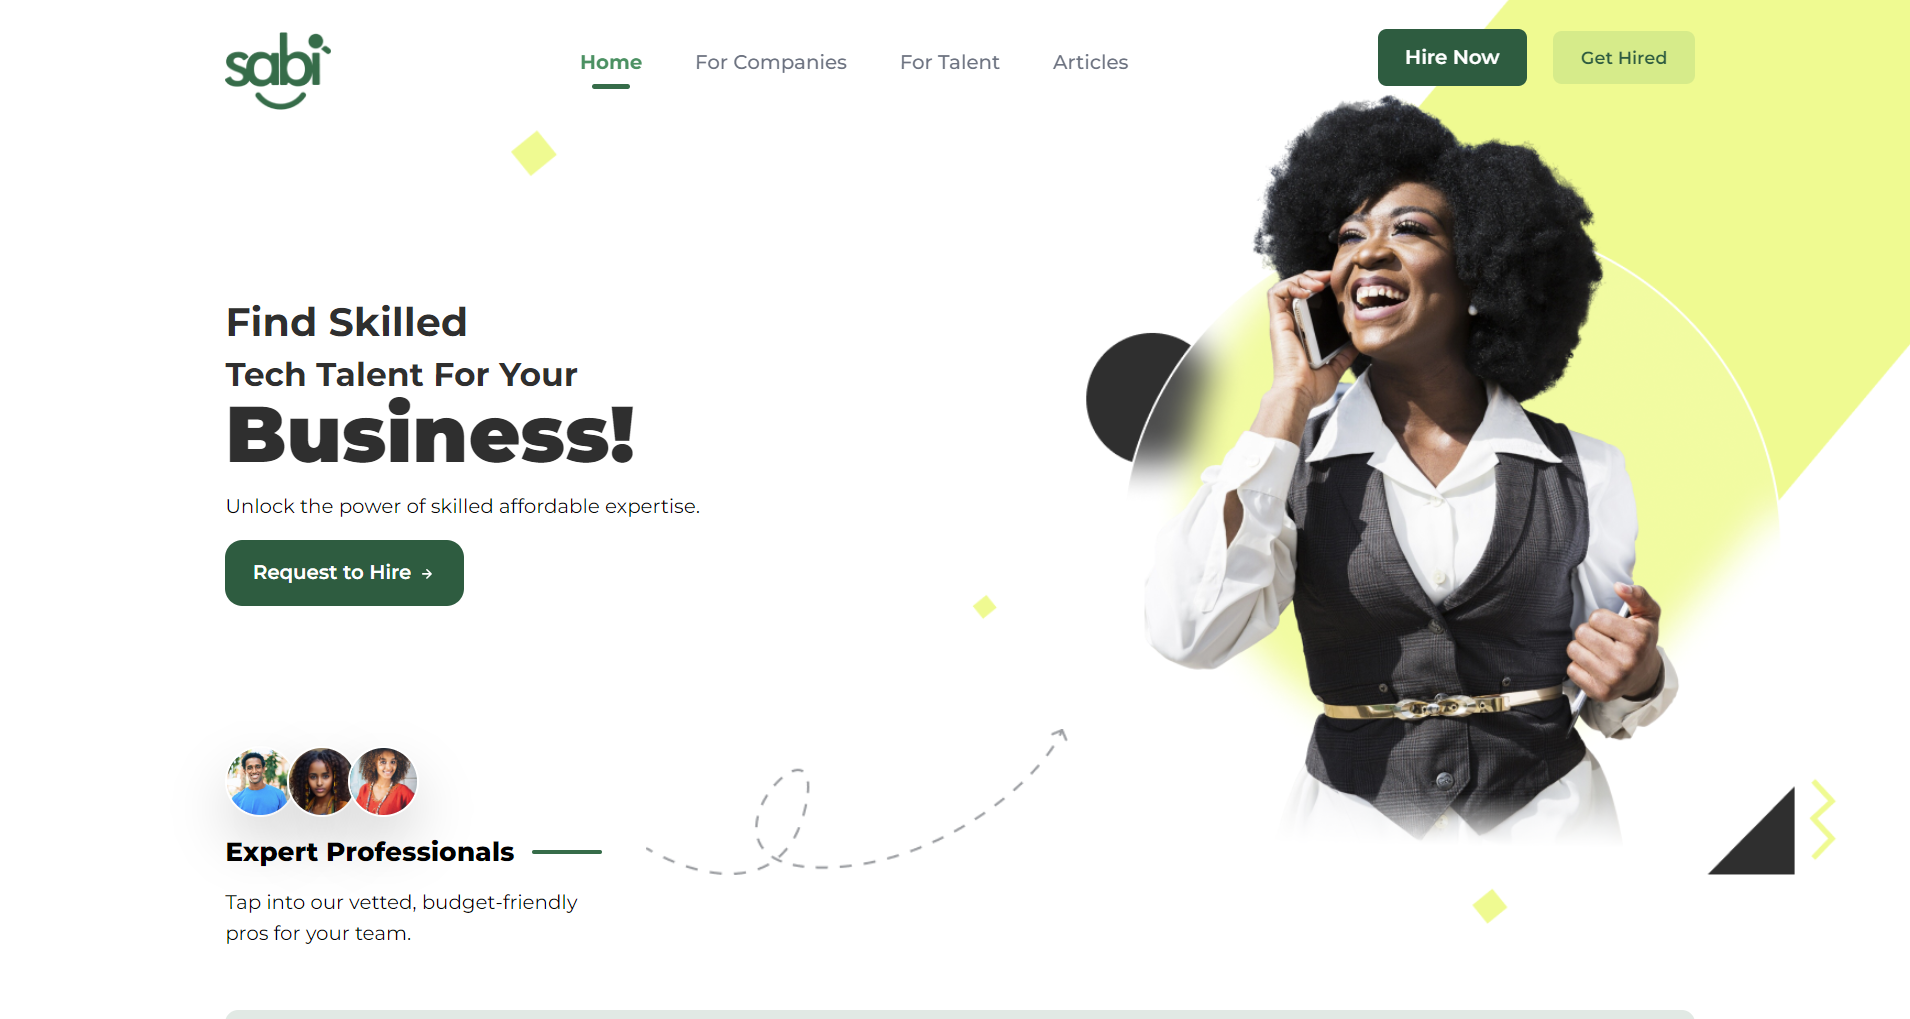 sabi
Home
For Companies
For Talent
Articles
Hire Now
Get Hired
Find Skilled
Tech Talent For Your
Business!
Unlock the power of skilled affordable expertise.
Request to Hire →
Expert Professionals
Tap into our vetted, budget-friendly
pros for your team.